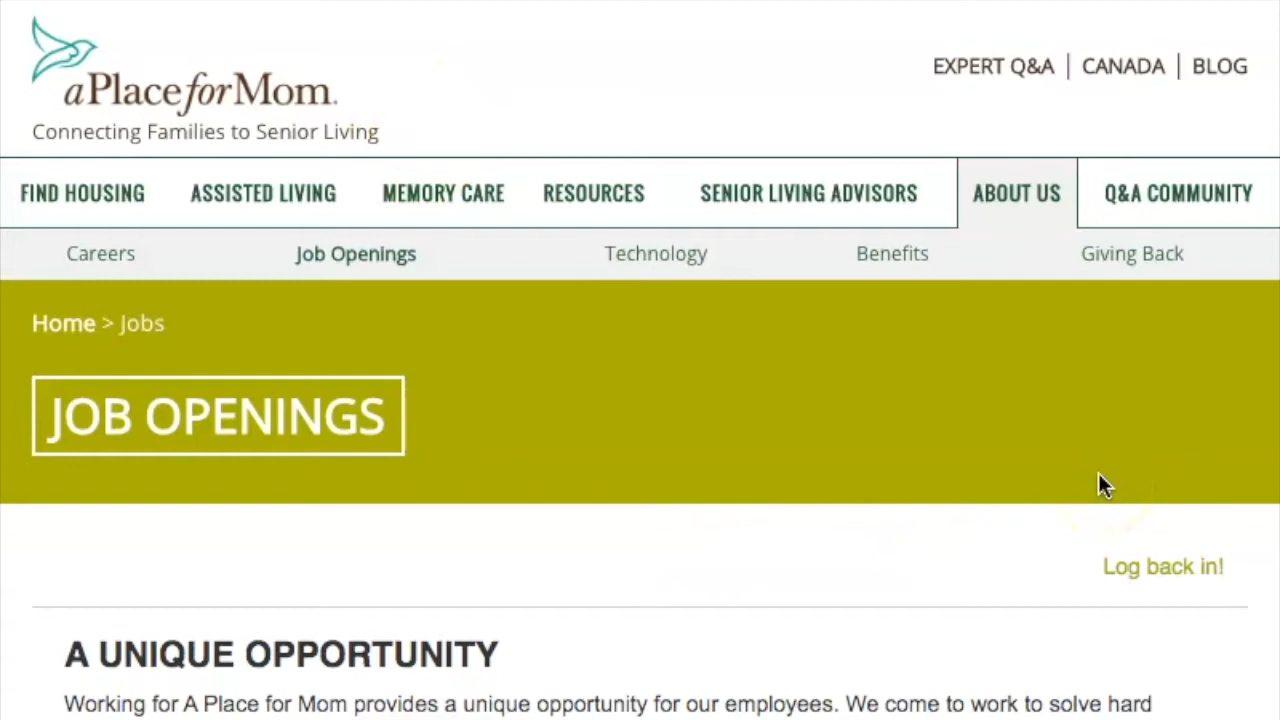 aPlaceforMom.
Connecting Families to Senior Living
EXPERT Q&A | CANADA | BLOG
FIND HOUSING ASSISTED LIVING MEMORY CARE RESOURCES SENIOR LIVING ADVISORS ABOUT US Q&A COMMUNITY
Careers Job Openings Technology Benefits Giving Back
Home > Jobs
JOB OPENINGS
Log back in!
A UNIQUE OPPORTUNITY
Working for A Place for Mom provides a unique opportunity for our employees. We come to work to solve hard